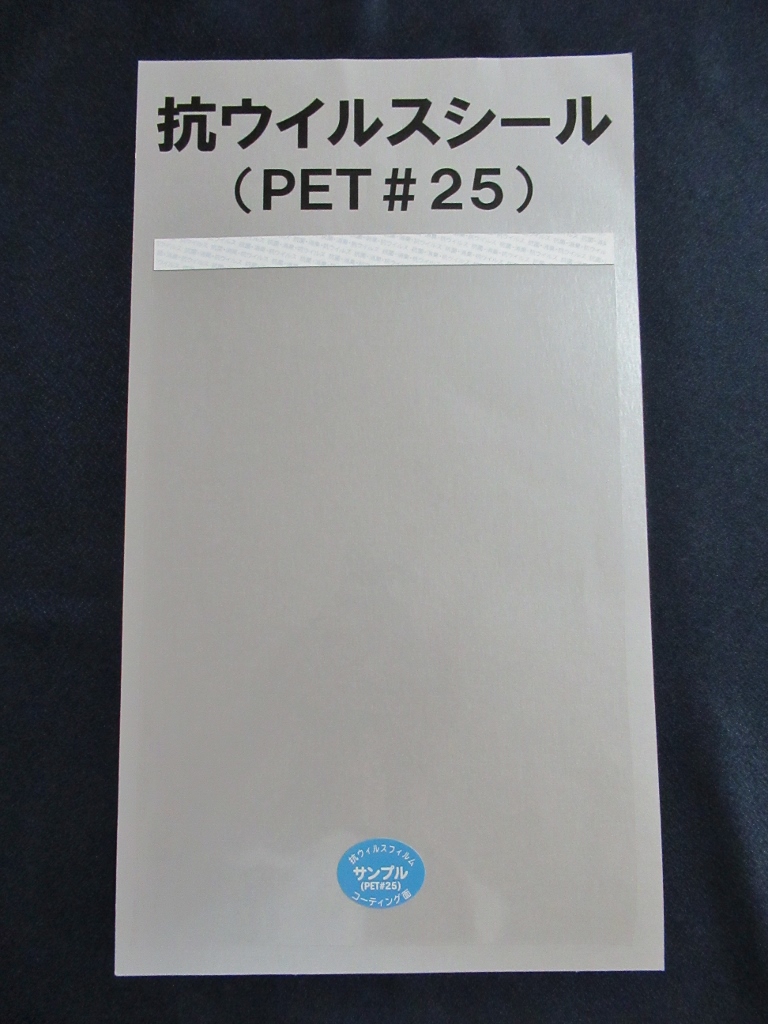 抗ウイルスシール
（PET＃25）
抗ウィルスフィルム
サンプル
(PET#25)
コーティング面